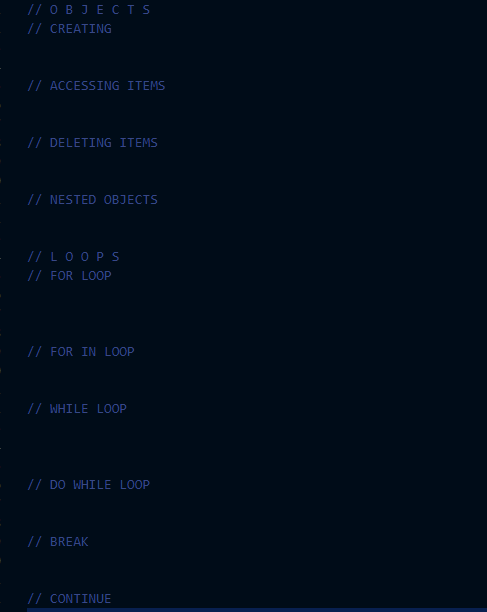 // O B J E C T S
// CREATING
// ACCESSING ITEMS
// DELETING ITEMS
// NESTED OBJECTS
// L O O P S
// FOR LOOP
// FOR IN LOOP
// WHILE LOOP
// DO WHILE LOOP
// BREAK
// CONTINUE